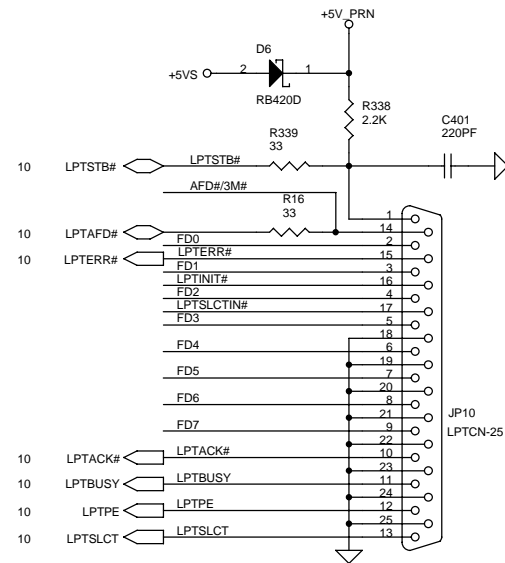 +5V_PRN
D6
+5VS
2
1
RB420D
R338
2.2K
C401
220PF
R339
33
10 LPTSTB# LPTSTB#
AFD#/3M#
R16
33
1
10 LPTAFD# 14
FD0 2
10 LPTERR# LPTERR# 15
FD1 3
LPTINIT# 16
FD2 4
LPTSLCTIN# 17
FD3 5
18
FD4 6
19
FD5 7
20
FD6 8
21
JP10
FD7 9
LPTCN-25
22
10 LPTACK# LPTACK# 10
23
10 LPTBUSY LPTBUSY 11
24
10 LPTPE LPTPE 12
25
10 LPTSLCT LPTSLCT 13